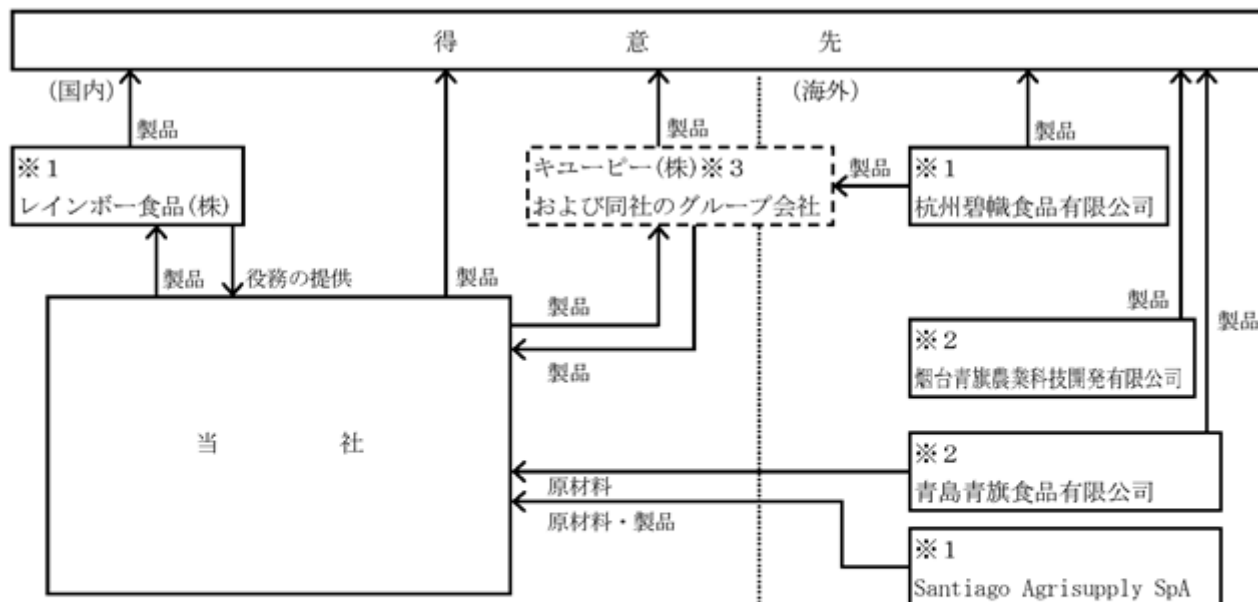 得 意 先
(国内)
(海外)
製品
製品
製品
※1
レインボー食品(株)
キユーピー(株)※3
および同社のグループ会社
製品
※1
杭州碧幟食品有限公司
製品
役務の提供
製品
製品
製品
製品
製品
※2
烟台青旗農業科技開発有限公司
当 社
※2
青島青旗食品有限公司
原材料
原材料・製品
※1
Santiago Agrisupply SpA